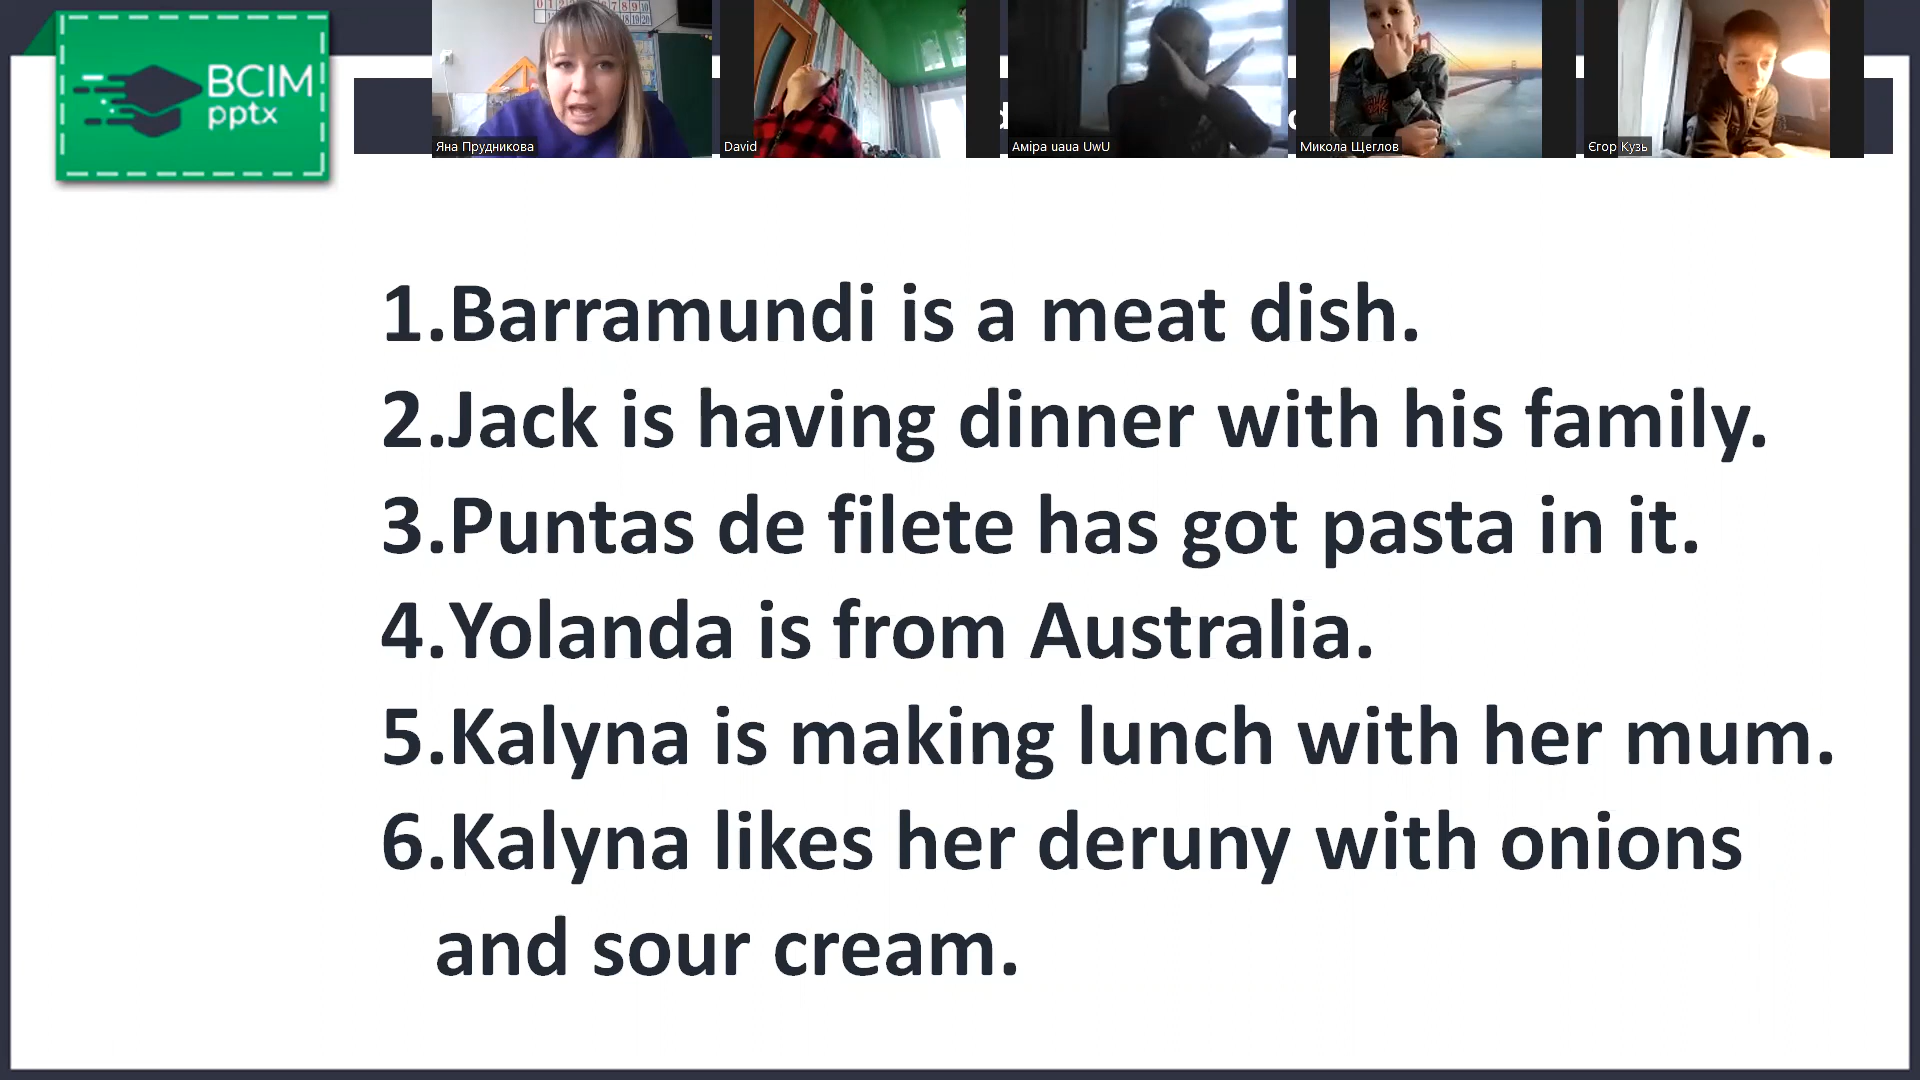 BCIM
pptx
Яна Прудникова
David
Аміра uaua UwU
Микола Щеглов
Єгор Кузь
1.Barramundi is a meat dish.
2.Jack is having dinner with his family.
3.Puntas de filete has got pasta in it.
4.Yolanda is from Australia.
5.Kalyna is making lunch with her mum.
6.Kalyna likes her deruny with onions
and sour cream.